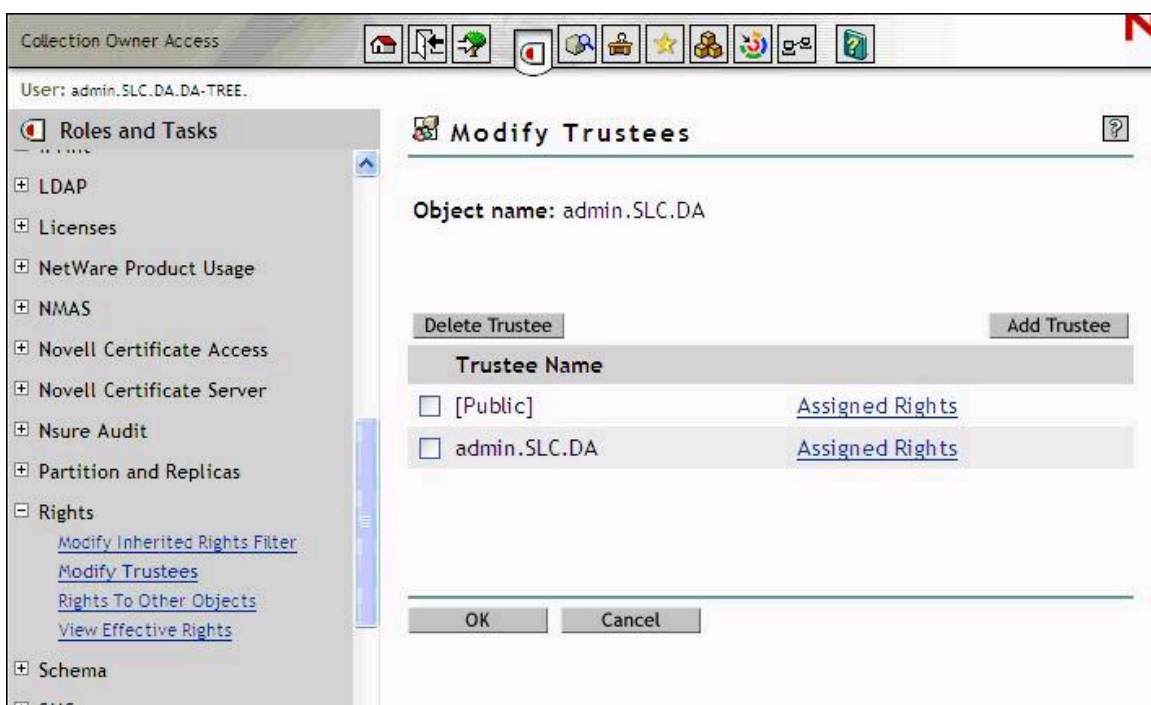 Collection Owner Access
N
User: admin.SLC.DA.DA-TREE.
Roles and Tasks
LDAP
Licenses
NetWare Product Usage
NMAS
Novell Certificate Access
Novell Certificate Server
Nsure Audit
Partition and Replicas
Rights
Modify Inherited Rights Filter
Modify Trustees
Rights To Other Objects
View Effective Rights
Schema
Modify Trustees
?
Object name: admin.SLC.DA
Delete Trustee Add Trustee
Trustee Name
[Public] Assigned Rights
admin.SLC.DA Assigned Rights
OK Cancel